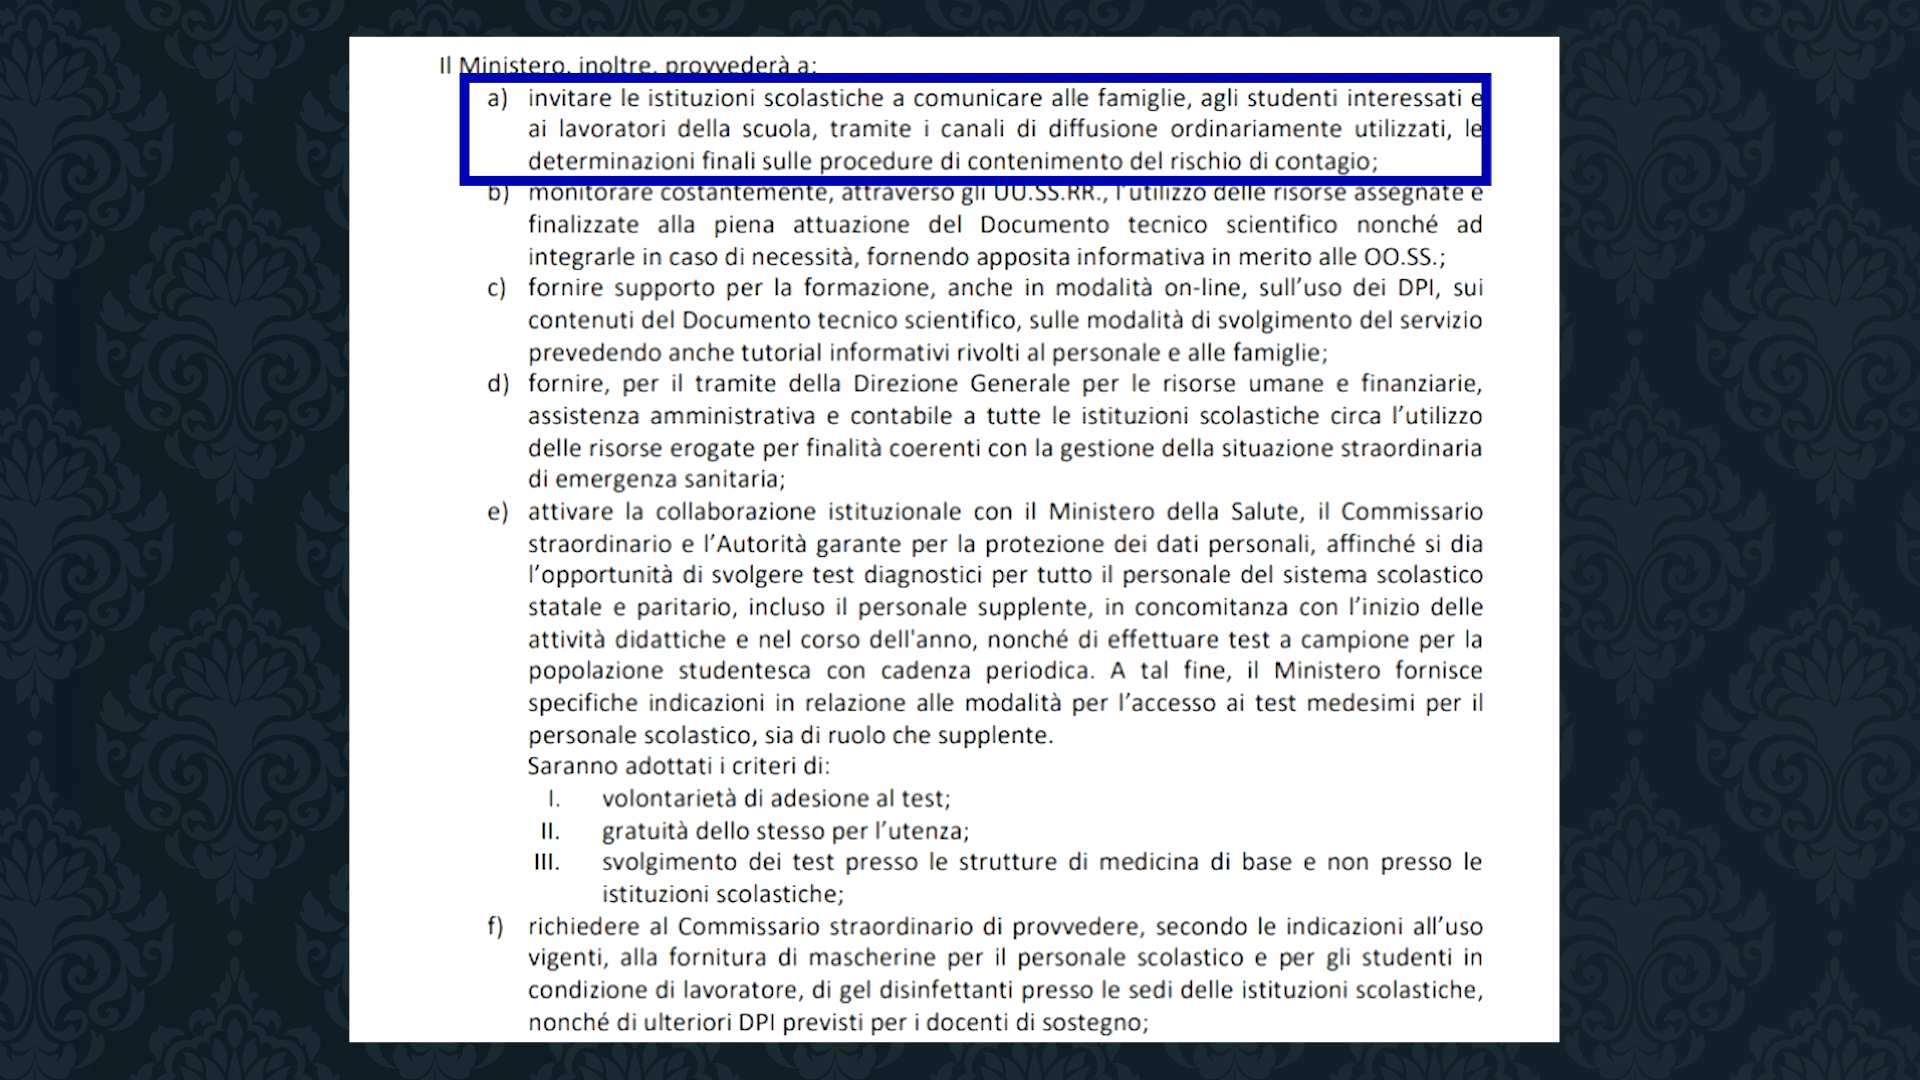 Il Ministero, inoltre, provvederà a:
a) invitare le istituzioni scolastiche a comunicare alle famiglie, agli studenti interessati e
ai lavoratori della scuola, tramite i canali di diffusione ordinariamente utilizzati, le
determinazioni finali sulle procedure di contenimento del rischio di contagio;
b) monitorare costantemente, attraverso gli UU.SS.RR., l’utilizzo delle risorse assegnate e
finalizzate alla piena attuazione del Documento tecnico scientifico nonché ad
integrarle in caso di necessità, fornendo apposita informativa in merito alle OO.SS.;
c) fornire supporto per la formazione, anche in modalità on-line, sull’uso dei DPI, sui
contenuti del Documento tecnico scientifico, sulle modalità di svolgimento del servizio
prevedendo anche tutorial informativi rivolti al personale e alle famiglie;
d) fornire, per il tramite della Direzione Generale per le risorse umane e finanziarie,
assistenza amministrativa e contabile a tutte le istituzioni scolastiche circa l’utilizzo
delle risorse erogate per finalità coerenti con la gestione della situazione straordinaria
di emergenza sanitaria;
e) attivare la collaborazione istituzionale con il Ministero della Salute, il Commissario
straordinario e l’Autorità garante per la protezione dei dati personali, affinché si dia
l’opportunità di svolgere test diagnostici per tutto il personale del sistema scolastico
statale e paritario, incluso il personale supplente, in concomitanza con l’inizio delle
attività didattiche e nel corso dell'anno, nonché di effettuare test a campione per la
popolazione studentesca con cadenza periodica. A tal fine, il Ministero fornisce
specifiche indicazioni in relazione alle modalità per l’accesso ai test medesimi per il
personale scolastico, sia di ruolo che supplente.
Saranno adottati i criteri di:
I. volontarietà di adesione al test;
II. gratuità dello stesso per l’utenza;
III. svolgimento dei test presso le strutture di medicina di base e non presso le
istituzioni scolastiche;
f) richiedere al Commissario straordinario di provvedere, secondo le indicazioni all’uso
vigenti, alla fornitura di mascherine per il personale scolastico e per gli studenti in
condizione di lavoratore, di gel disinfettanti presso le sedi delle istituzioni scolastiche,
nonché di ulteriori DPI previsti per i docenti di sostegno;